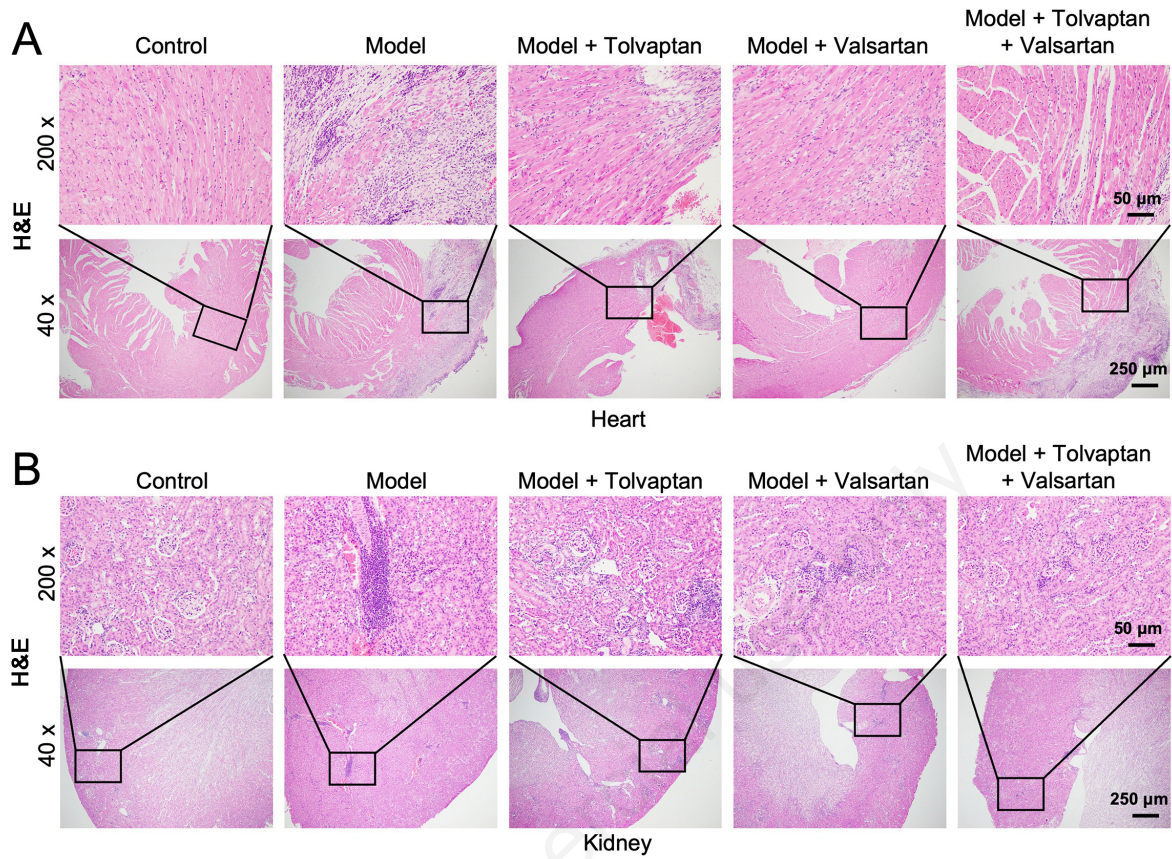 A
Control
Model
Model + Tolvaptan
Model + Valsartan
Model + Tolvaptan
+ Valsartan
H&E
200 x
50 µm
40 x
250 µm
Heart
B
Control
Model
Model + Tolvaptan
Model + Valsartan
Model + Tolvaptan
+ Valsartan
H&E
200 x
50 µm
40 x
250 µm
Kidney